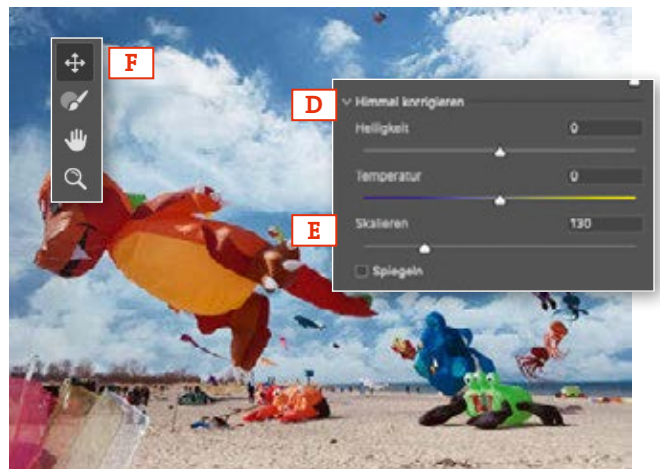 F
D
Himmel korrigieren
Helligkeit 0
Temperatur 0
E
Skalieren 130
Spiegeln